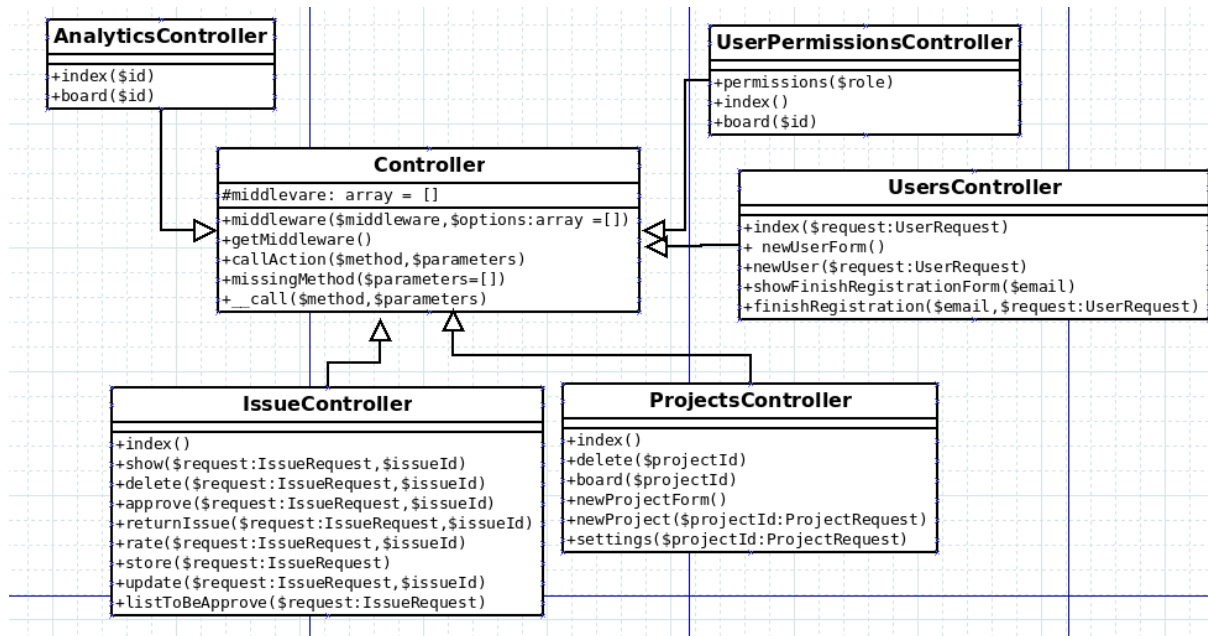 AnalyticsController
+index($id)
+board($id)
UserPermissionsController
+permissions($role)
+index()
+board($id)
Controller
#middlevare: array = []
+middleware($middleware,$options:array =[])
+getMiddleware()
+callAction($method,$parameters)
+missingMethod($parameters=[])
+__call($method,$parameters)
UsersController
+index($request:UserRequest)
+ newUserForm()
+newUser($request:UserRequest)
+showFinishRegistrationForm($email)
+finishRegistration($email,$request:UserRequest)
IssueController
+index()
+show($request:IssueRequest,$issueId)
+delete($request:IssueRequest,$issueId)
+approve($request:IssueRequest,$issueId)
+returnIssue($request:IssueRequest,$issueId)
+rate($request:IssueRequest,$issueId)
+store($request:IssueRequest)
+update($request:IssueRequest,$issueId)
+listToBeApprove($request:IssueRequest)
ProjectsController
+index()
+delete($projectId)
+board($projectId)
+newProjectForm()
+newProject($projectId:ProjectRequest)
+settings($projectId:ProjectRequest)